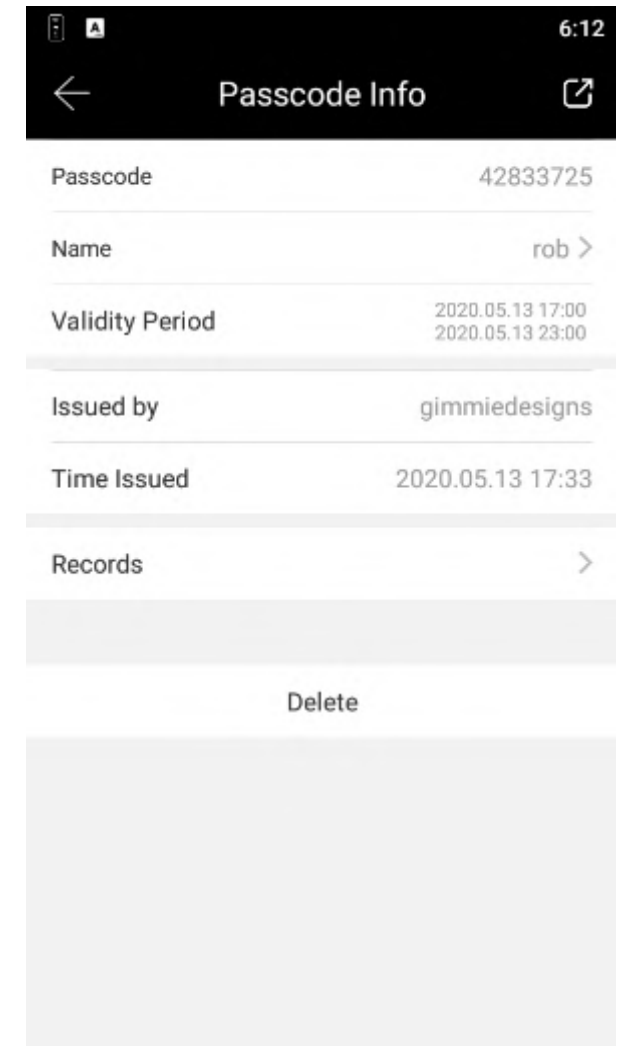 A 6:12
Passcode Info
Passcode 42833725
Name rob >
Validity Period 2020.05.13 17:00
2020.05.13 23:00
Issued by gimmiedesigns
Time Issued 2020.05.13 17:33
Records >
Delete